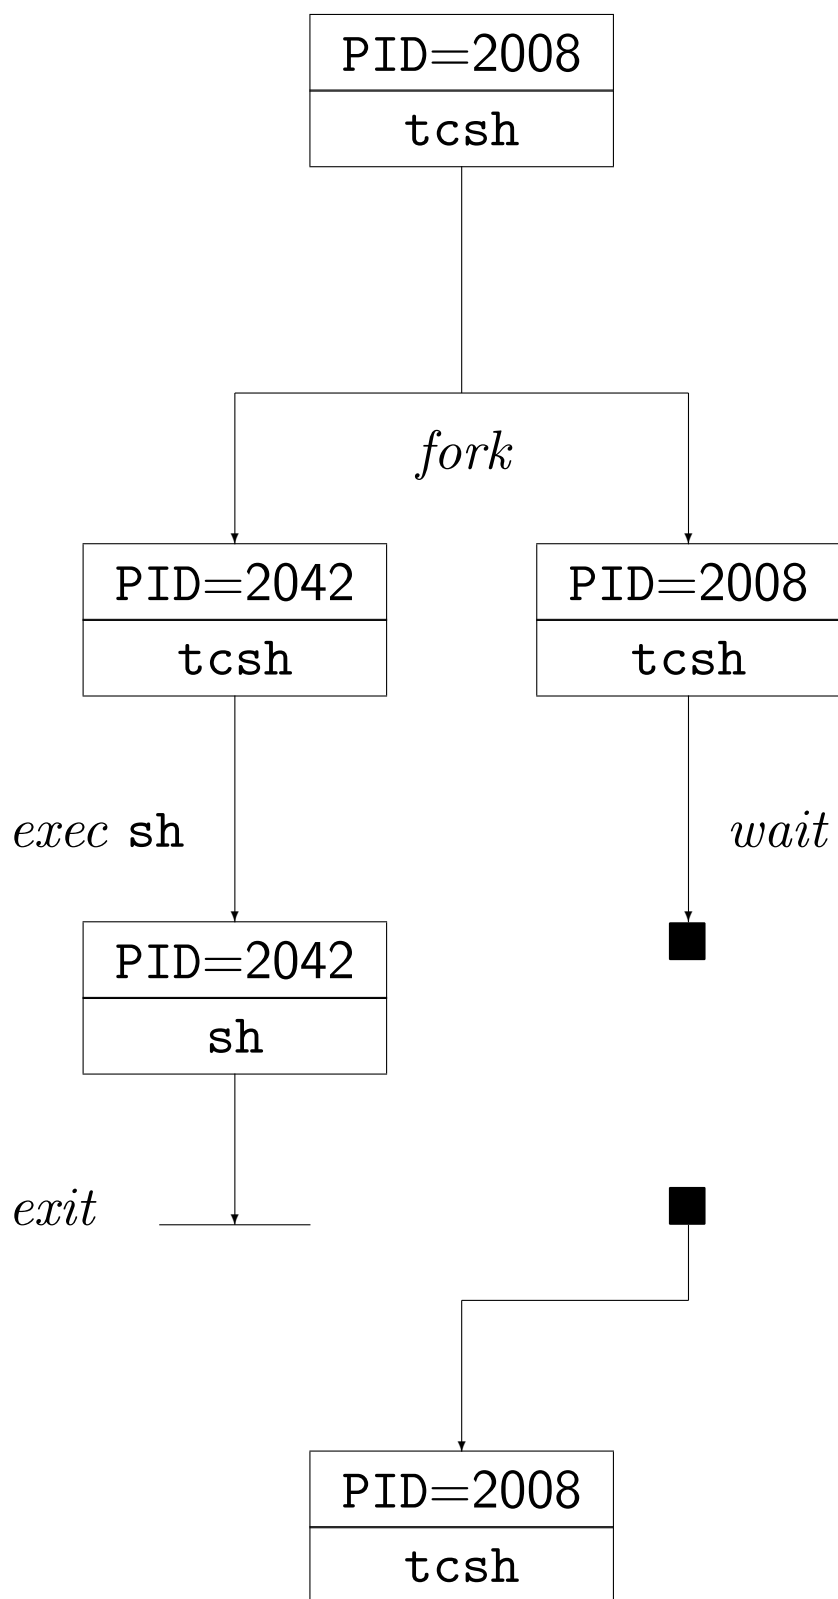 PID=2008
tcsh
fork
PID=2042
tcsh
PID=2008
tcsh
exec sh
wait
PID=2042
sh
exit
PID=2008
tcsh